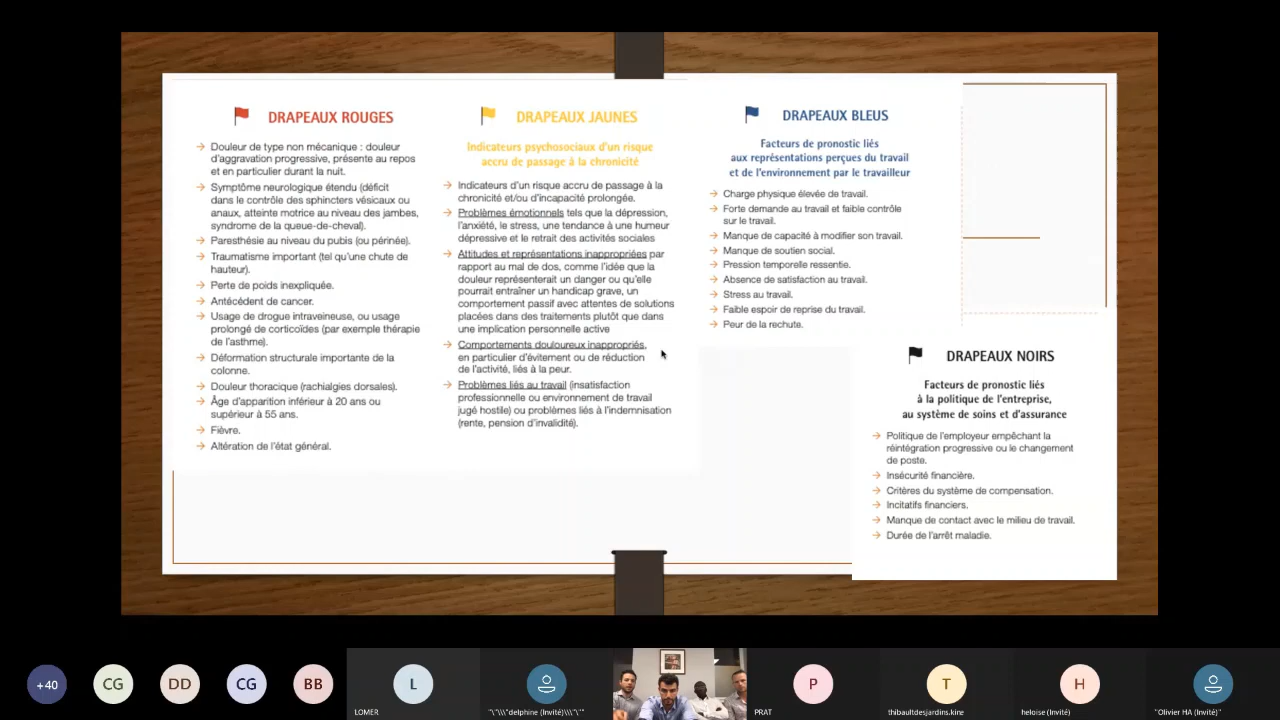 DRAPEAUX ROUGES
→ Douleur de type non mécanique : douleur
d'aggravation progressive, présente au repos
et en particulier durant la nuit.
→ Symptôme neurologique étendu (déficit
dans le contrôle des sphincters vésicaux ou
anaux, atteinte motrice au niveau des jambes,
syndrome de la queue-de-cheval).
→ Paresthésie au niveau du pubis (ou périnée).
→ Traumatisme important (tel qu'une chute de
hauteur).
→ Perte de poids inexpliquée.
→ Antécédent de cancer.
→ Usage de drogue intraveineuse, ou usage
prolongé de corticoïdes (par exemple thérapie
de l'asthme).
→ Déformation structurale importante de la
colonne.
→ Douleur thoracique (rachialgies dorsales).
→ Âge d'apparition inférieur à 20 ans ou
supérieur à 55 ans.
→ Fièvre.
→ Altération de l'état général.
DRAPEAUX JAUNES
Indicateurs psychosociaux d'un risque
accru de passage à la chronicité
→ Indicateurs d'un risque accru de passage à la
chronicité et/ou d'incapacité prolongée.
→ Problèmes émotionnels tels que la dépression,
l'anxiété, le stress, une tendance à une humeur
dépressive et le retrait des activités sociales
→ Attitudes et représentations inappropriées par
rapport au mal de dos, comme l'idée que la
douleur représenterait un danger ou qu'elle
pourrait entraîner un handicap grave, un
comportement passif avec attentes de solutions
placées dans des traitements plutôt que dans
une implication personnelle active
→ Comportements douloureux inappropriés,
en particulier d'évitement ou de réduction
de l'activité, liés à la peur.
→ Problèmes liés au travail (insatisfaction
professionnelle ou environnement de travail
jugé hostile) ou problèmes liés à l'indemnisation
(rente, pension d'invalidité).
DRAPEAUX BLEUS
Facteurs de pronostic liés
aux représentations perçues du travail
et de l'environnement par le travailleur
→ Charge physique élevée de travail.
→ Forte demande au travail et faible contrôle
sur le travail.
→ Manque de capacité à modifier son travail.
→ Manque de soutien social.
→ Pression temporelle ressentie.
→ Absence de satisfaction au travail.
→ Stress au travail.
→ Faible espoir de reprise du travail.
→ Peur de la rechute.
DRAPEAUX NOIRS
Facteurs de pronostic liés
à la politique de l'entreprise,
au système de soins et d'assurance
→ Politique de l'employeur empêchant la
réintégration progressive ou le changement
de poste.
→ Insécurité financière.
→ Critères du système de compensation.
→ Incitatifs financiers.
→ Manque de contact avec le milieu de travail.
→ Durée de l'arrêt maladie.
+40
CG
DD
CG
BB
L
P
T
H
LOMER
"\"\\"delphine (Invité)\\\"\""
PRAT
thibaultdesjardins.kine
heloise (Invité)
"Olivier HA (Invité)"